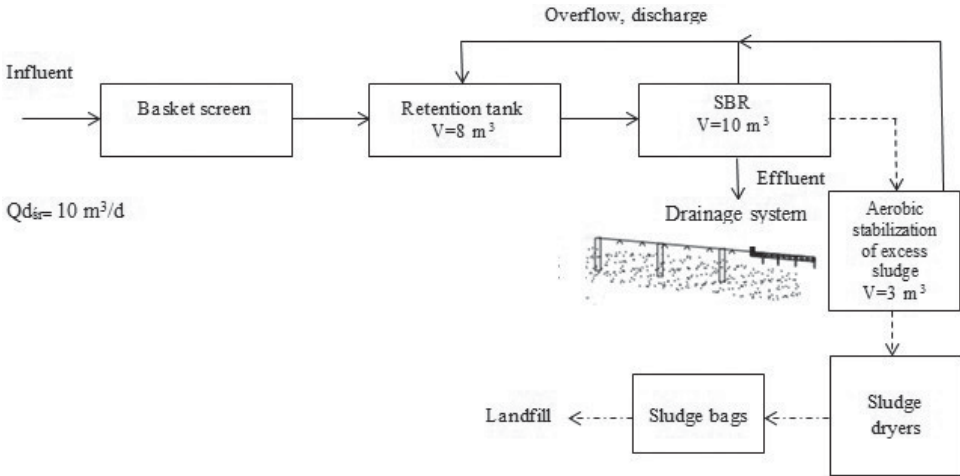 Overflow, discharge
Influent
Basket screen
Retention tank
V=8 m³
SBR
V=10 m³
Effluent
Qdśr= 10 m³/d
Drainage system
Aerobic
stabilization
of excess
sludge
V=3 m³
Landfill
Sludge bags
Sludge
dryers